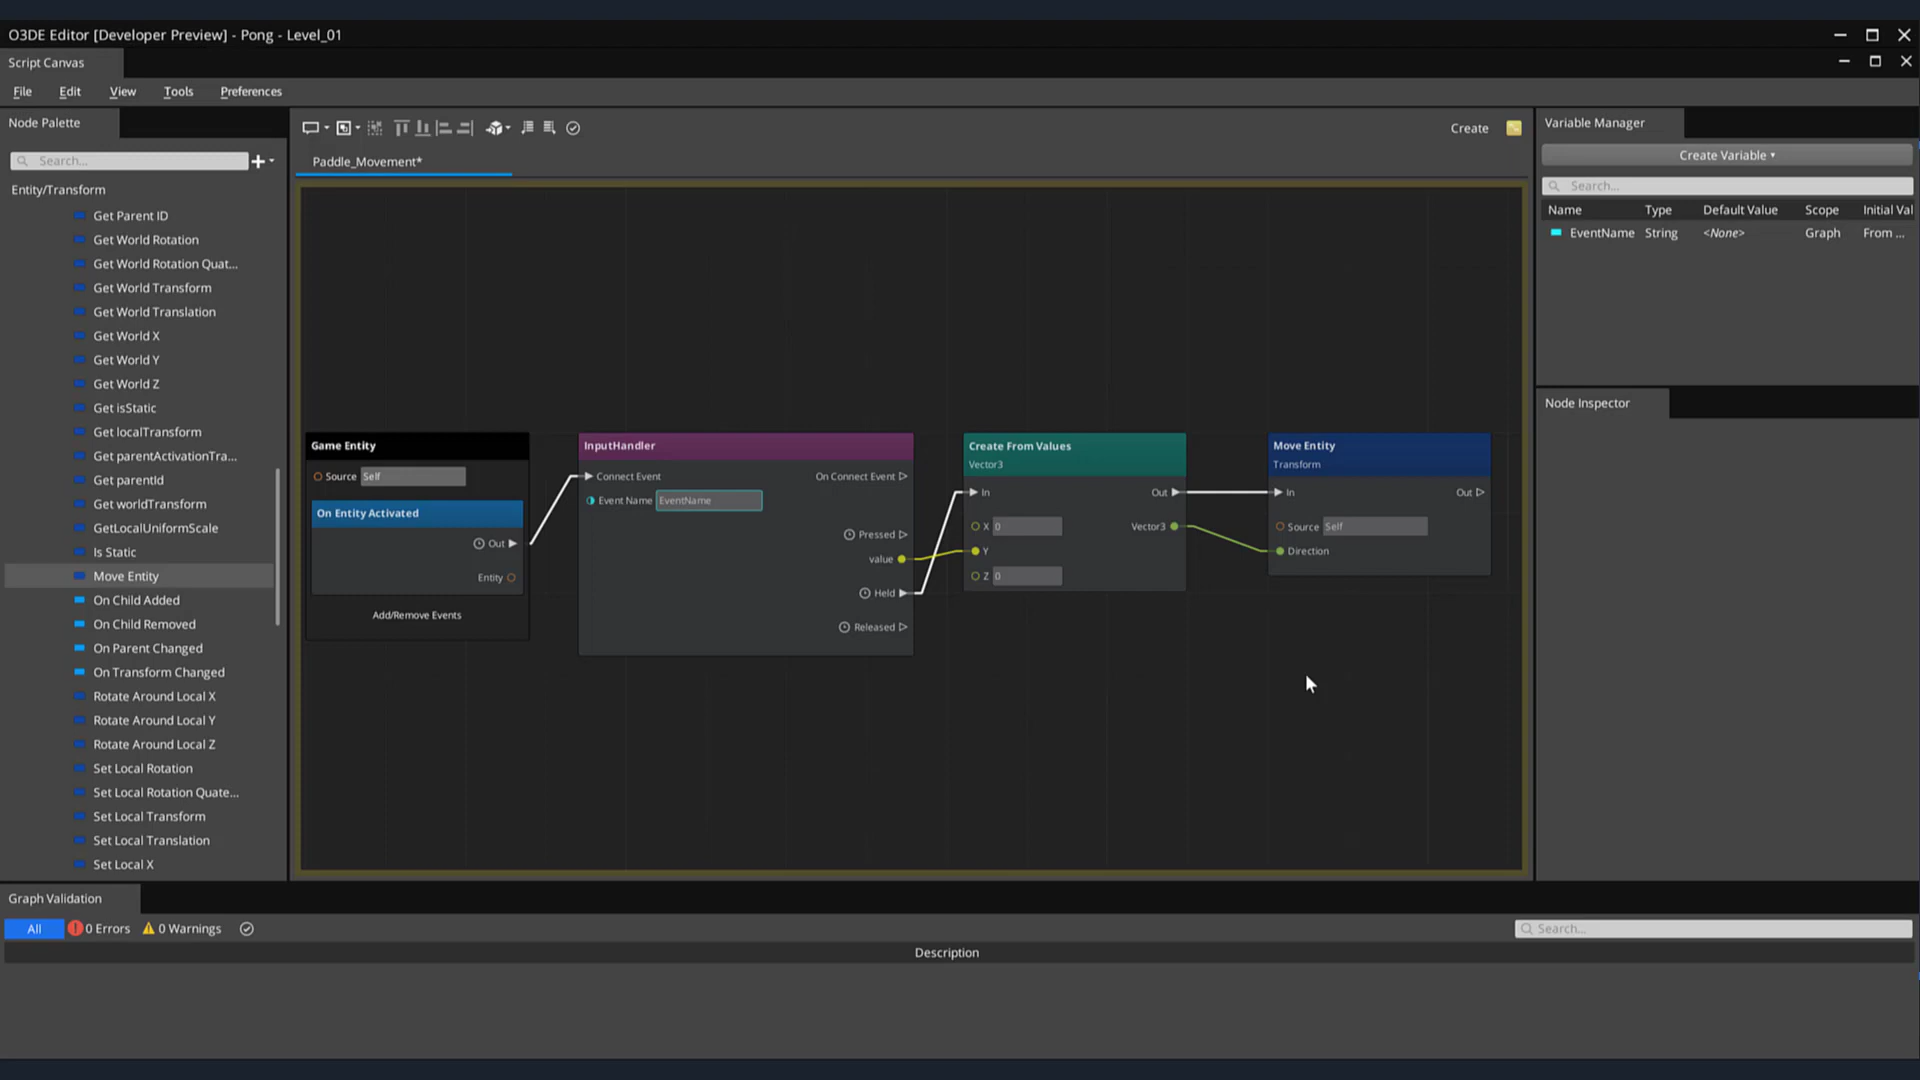 O3DE Editor [Developer Preview] - Pong - Level_01
Script Canvas
File Edit View Tools Preferences
Node Palette
Search...
Entity/Transform
Get Parent ID
Get World Rotation
Get World Rotation Quat...
Get World Transform
Get World Translation
Get World X
Get World Y
Get World Z
Get isStatic
Get localTransform
Get parentActivationTra...
Get parentId
Get worldTransform
GetLocalUniformScale
Is Static
Move Entity
On Child Added
On Child Removed
On Parent Changed
On Transform Changed
Rotate Around Local X
Rotate Around Local Y
Rotate Around Local Z
Set Local Rotation
Set Local Rotation Quate...
Set Local Transform
Set Local Translation
Set Local X
Create
Paddle_Movement*
Game Entity
Source Self
On Entity Activated
Out
Entity
Add/Remove Events
InputHandler
Connect Event On Connect Event
Event Name EventName
Pressed
value
Held
Released
Create From Values
Vector3
In Out
X 0 Vector3
Y
Z 0
Move Entity
Transform
In Out
Source Self
Direction
Variable Manager
Create Variable
Search...
Name Type Default Value Scope Initial Val
EventName String <None> Graph From ...
Node Inspector
Graph Validation
All 0 Errors 0 Warnings
Search...
Description